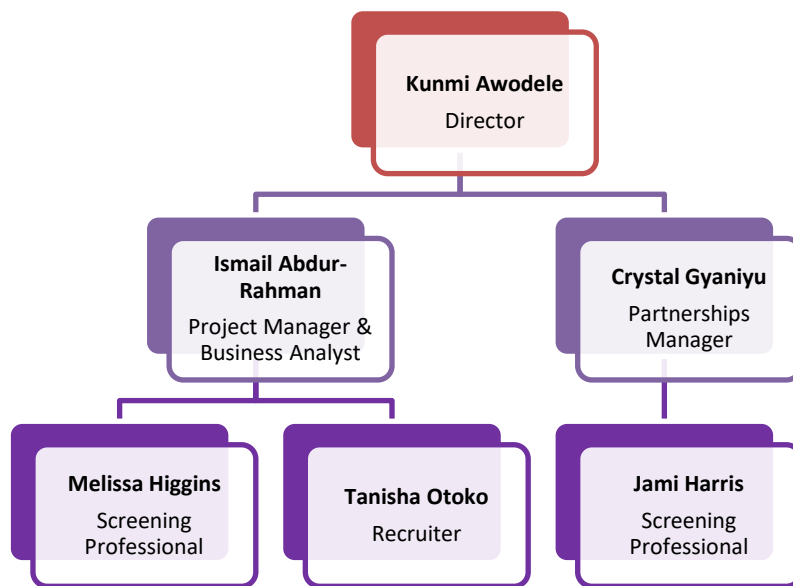 Kunmi Awodele
Director
Ismail Abdur-
Rahman
Project Manager &
Business Analyst
Crystal Gyaniyu
Partnerships
Manager
Melissa Higgins
Screening
Professional
Tanisha Otoko
Recruiter
Jami Harris
Screening
Professional